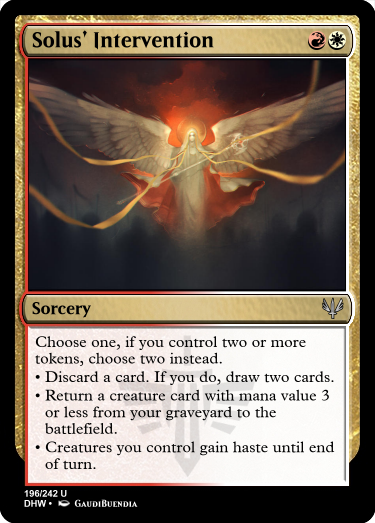 Solus' Intervention
Sorcery
Choose one, if you control two or more
tokens, choose two instead.
• Discard a card. If you do, draw two cards.
• Return a creature card with mana value 3
or less from your graveyard to the
battlefield.
• Creatures you control gain haste until end
of turn.
196/242 U
DHW • GaudiBuendia